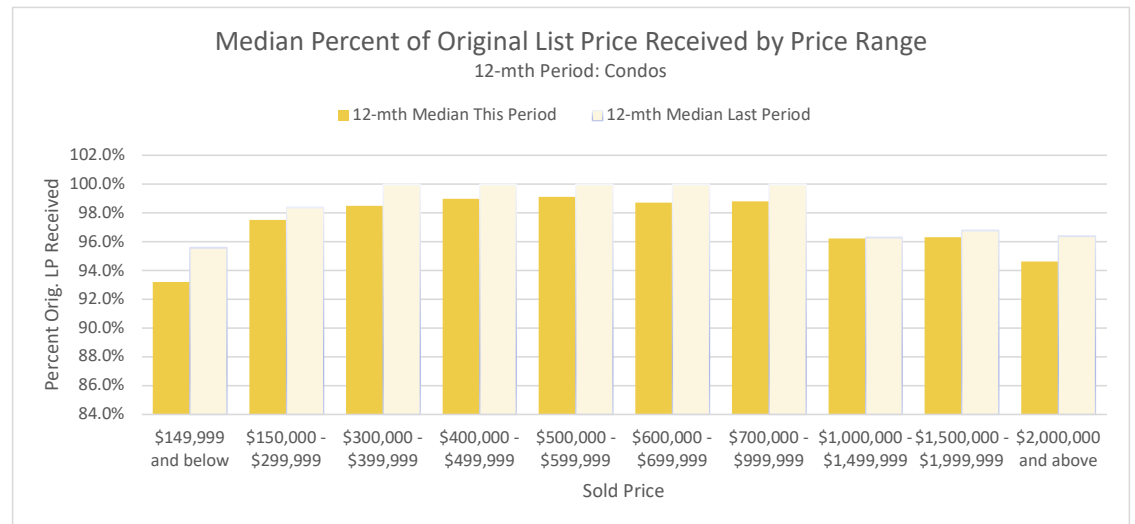 Median Percent of Original List Price Received by Price Range
12-mth Period: Condos
12-mth Median This Period 12-mth Median Last Period
Percent Orig. LP Received
102.0%
100.0%
98.0%
96.0%
94.0%
92.0%
90.0%
88.0%
86.0%
84.0%
$149,999 $150,000 - $300,000 - $400,000 - $500,000 - $600,000 - $700,000 - $1,000,000 - $1,500,000 - $2,000,000
and below $299,999 $399,999 $499,999 $599,999 $699,999 $999,999 $1,499,999 $1,999,999 and above
Sold Price